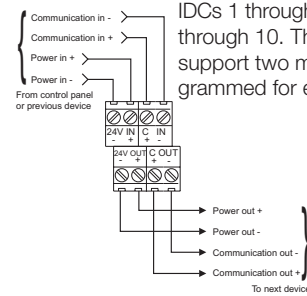 IDCs 1 through
through 10. Th
support two m
grammed for e
Communication in -
Communication in +
Power in +
Power in -
From control panel
or previous device
24V IN C IN
- + + -
24V OUT C OUT
- + + -
Power out +
Power out -
Communication out -
Communication out +
To next device